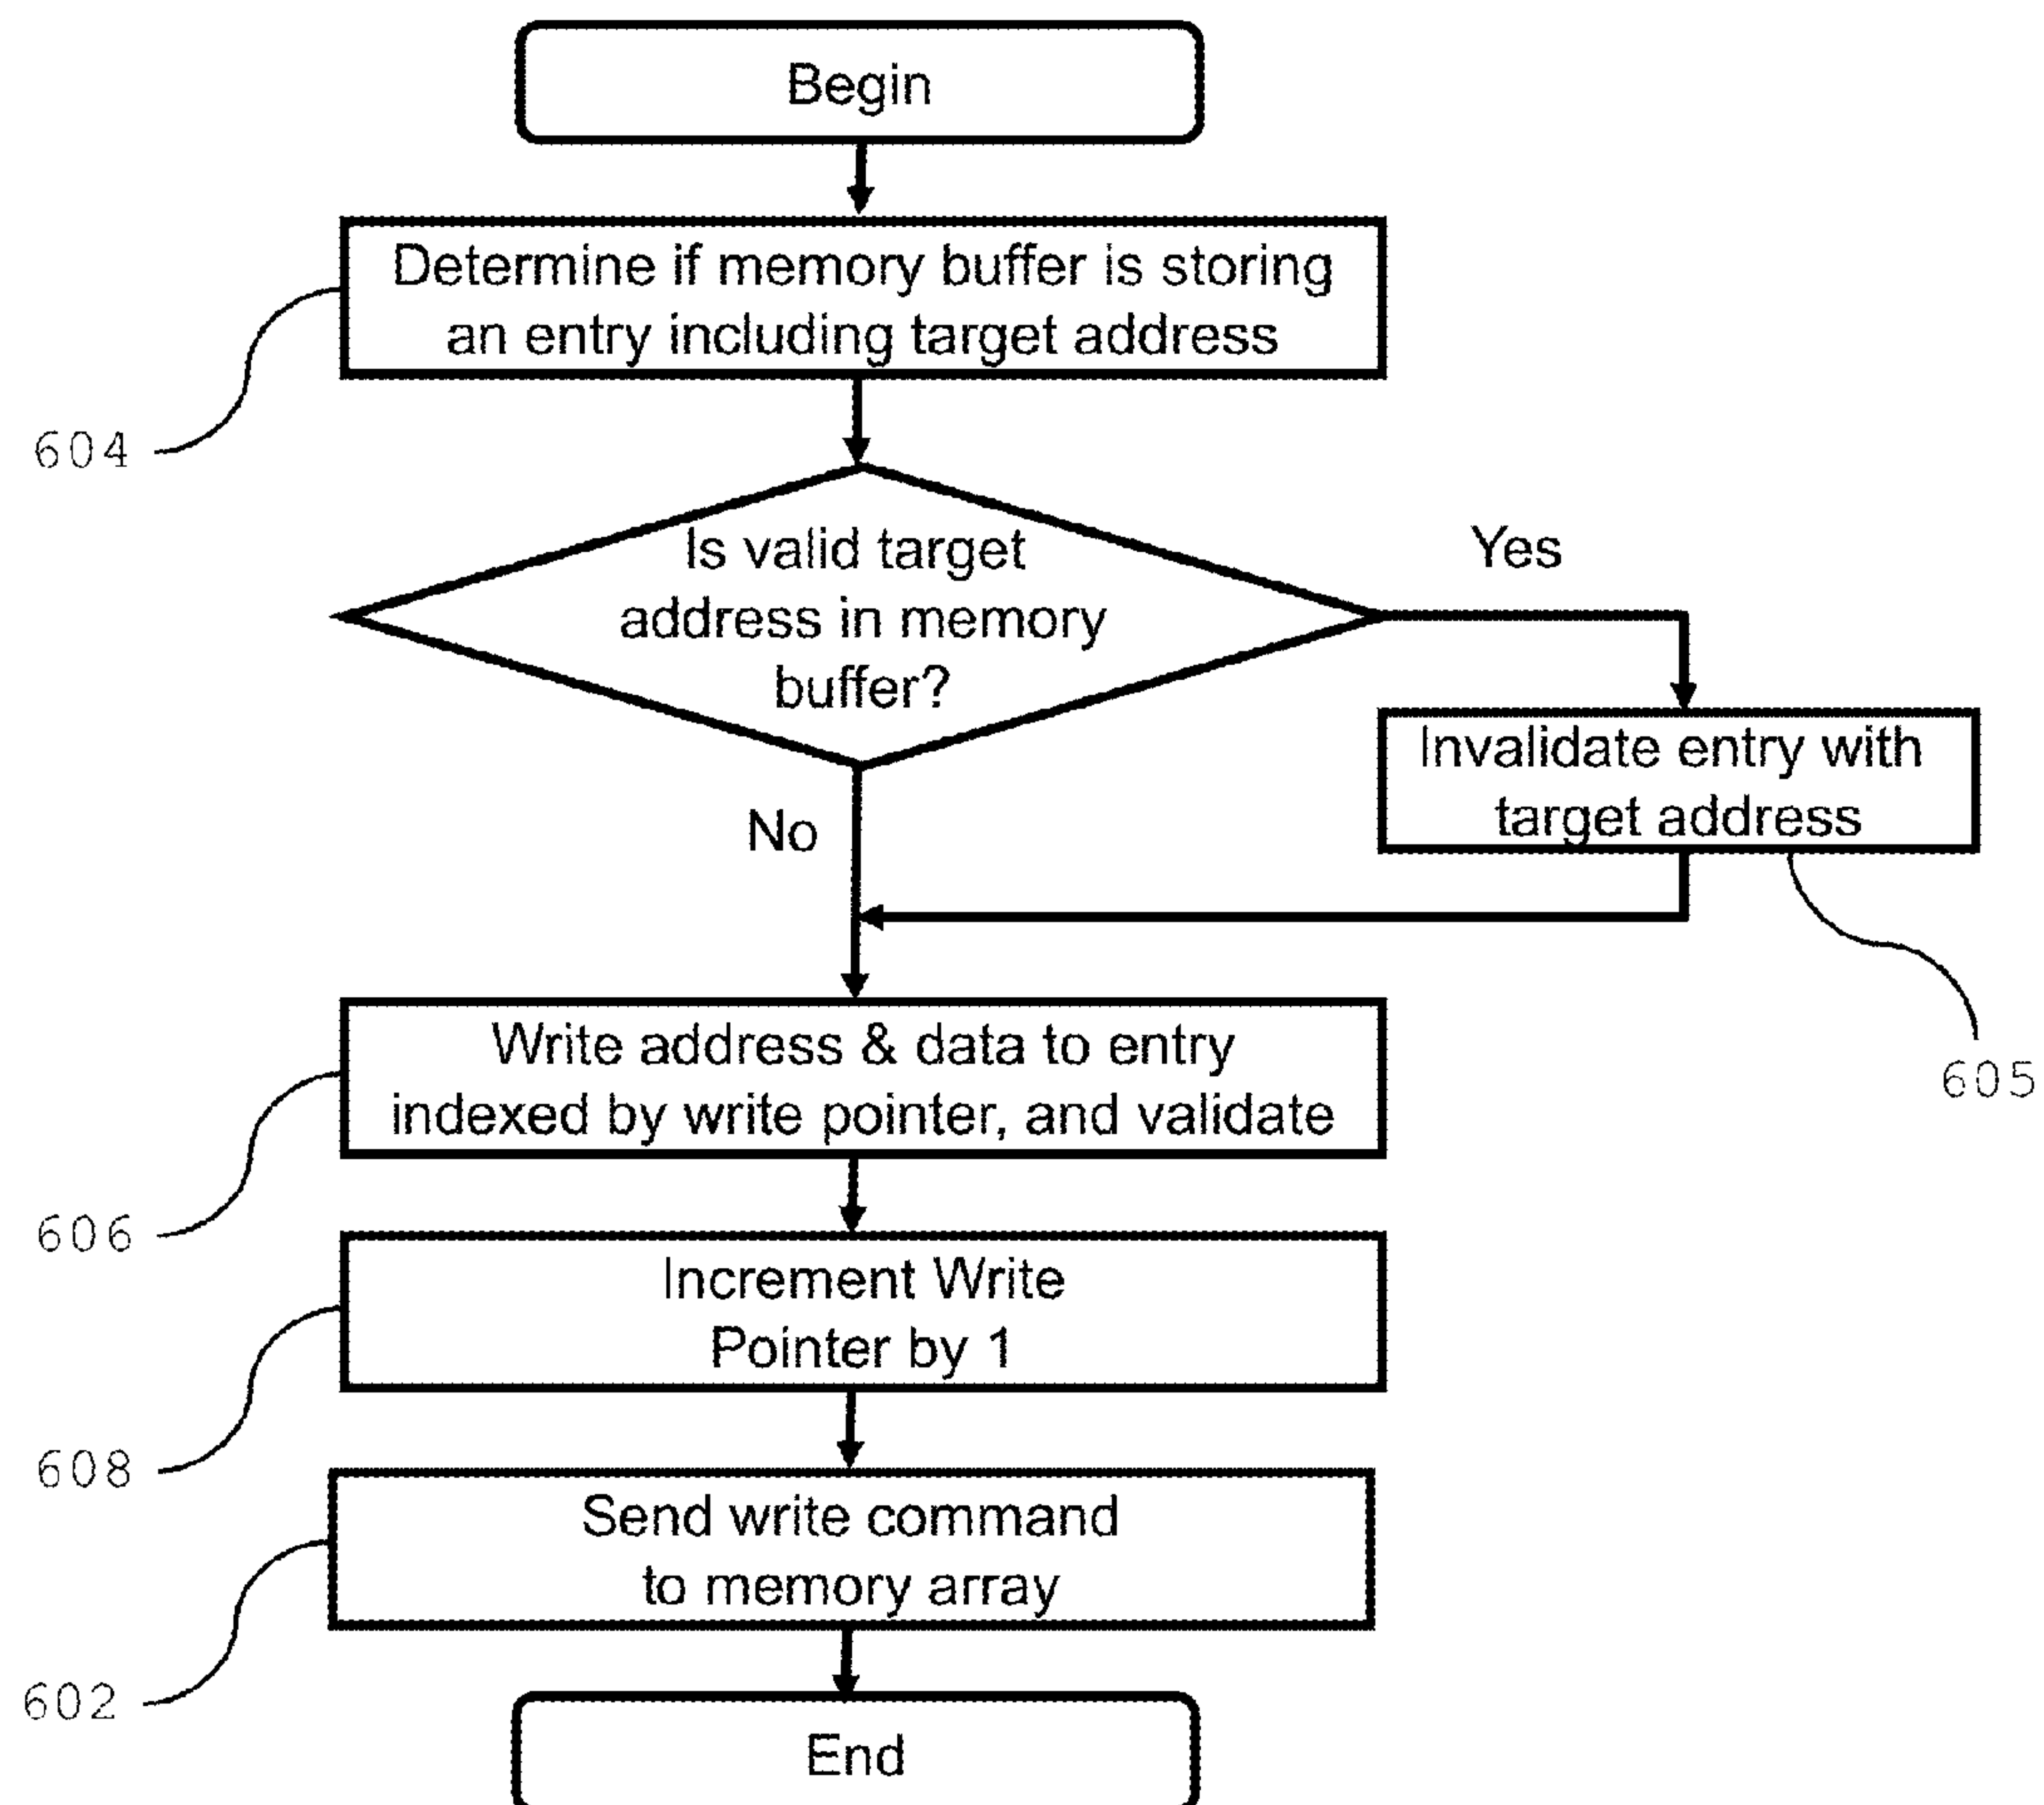 Begin
Determine if memory buffer is storing
an entry including target address
604
Is valid target
address in memory
buffer?
Yes
Invalidate entry with
target address
No
605
Write address & data to entry
indexed by write pointer, and validate
606
Increment Write
Pointer by 1
608
Send write command
to memory array
602
End